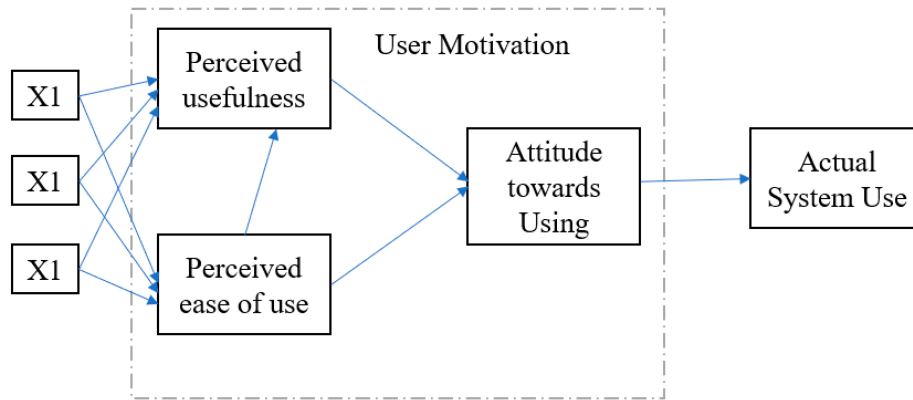 User Motivation
X1
X1
X1
Perceived
usefulness
Perceived
ease of use
Attitude
towards
Using
Actual
System Use